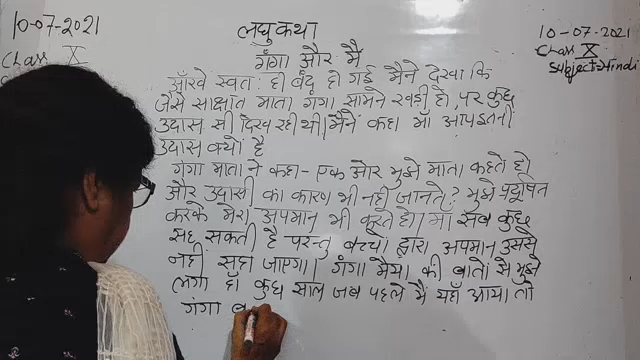 10-07-2021
Class X
लघुकथा
10-07-2021
Class X
Subject=Hindi
गँगा और मैं
आँखे स्वत: ही बंद हो गई मैंने देखा कि
जैसे साक्षात माता गंगा सामने खड़ी हो, पर कुछ
उदास सी दिख रही थी। मैंने कहा माँ आप इतनी
उदास क्यों हैं
गंगा माता ने कहा- एक ओर मुझे माता कहते हो
और उदासी का कारण भी नहीं जानते? मुझे प्रदूषित
करके मेरा अपमान भी करते हो। माँ सब कुछ
सह सकती है परन्तु बच्चों द्वारा अपमान उससे
नहीं सहा जाएगा। गंगा मैया की बातों से मुझे
लगा हाँ कुछ साल जब पहले मैं यहाँ आया तो
गंगा